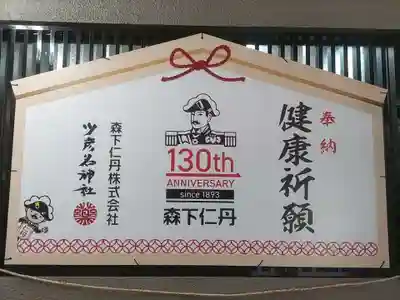 奉納
健康祈願
130th
ANNIVERSARY
since 1893
森下仁丹
森下仁丹株式会社
少彦名神社